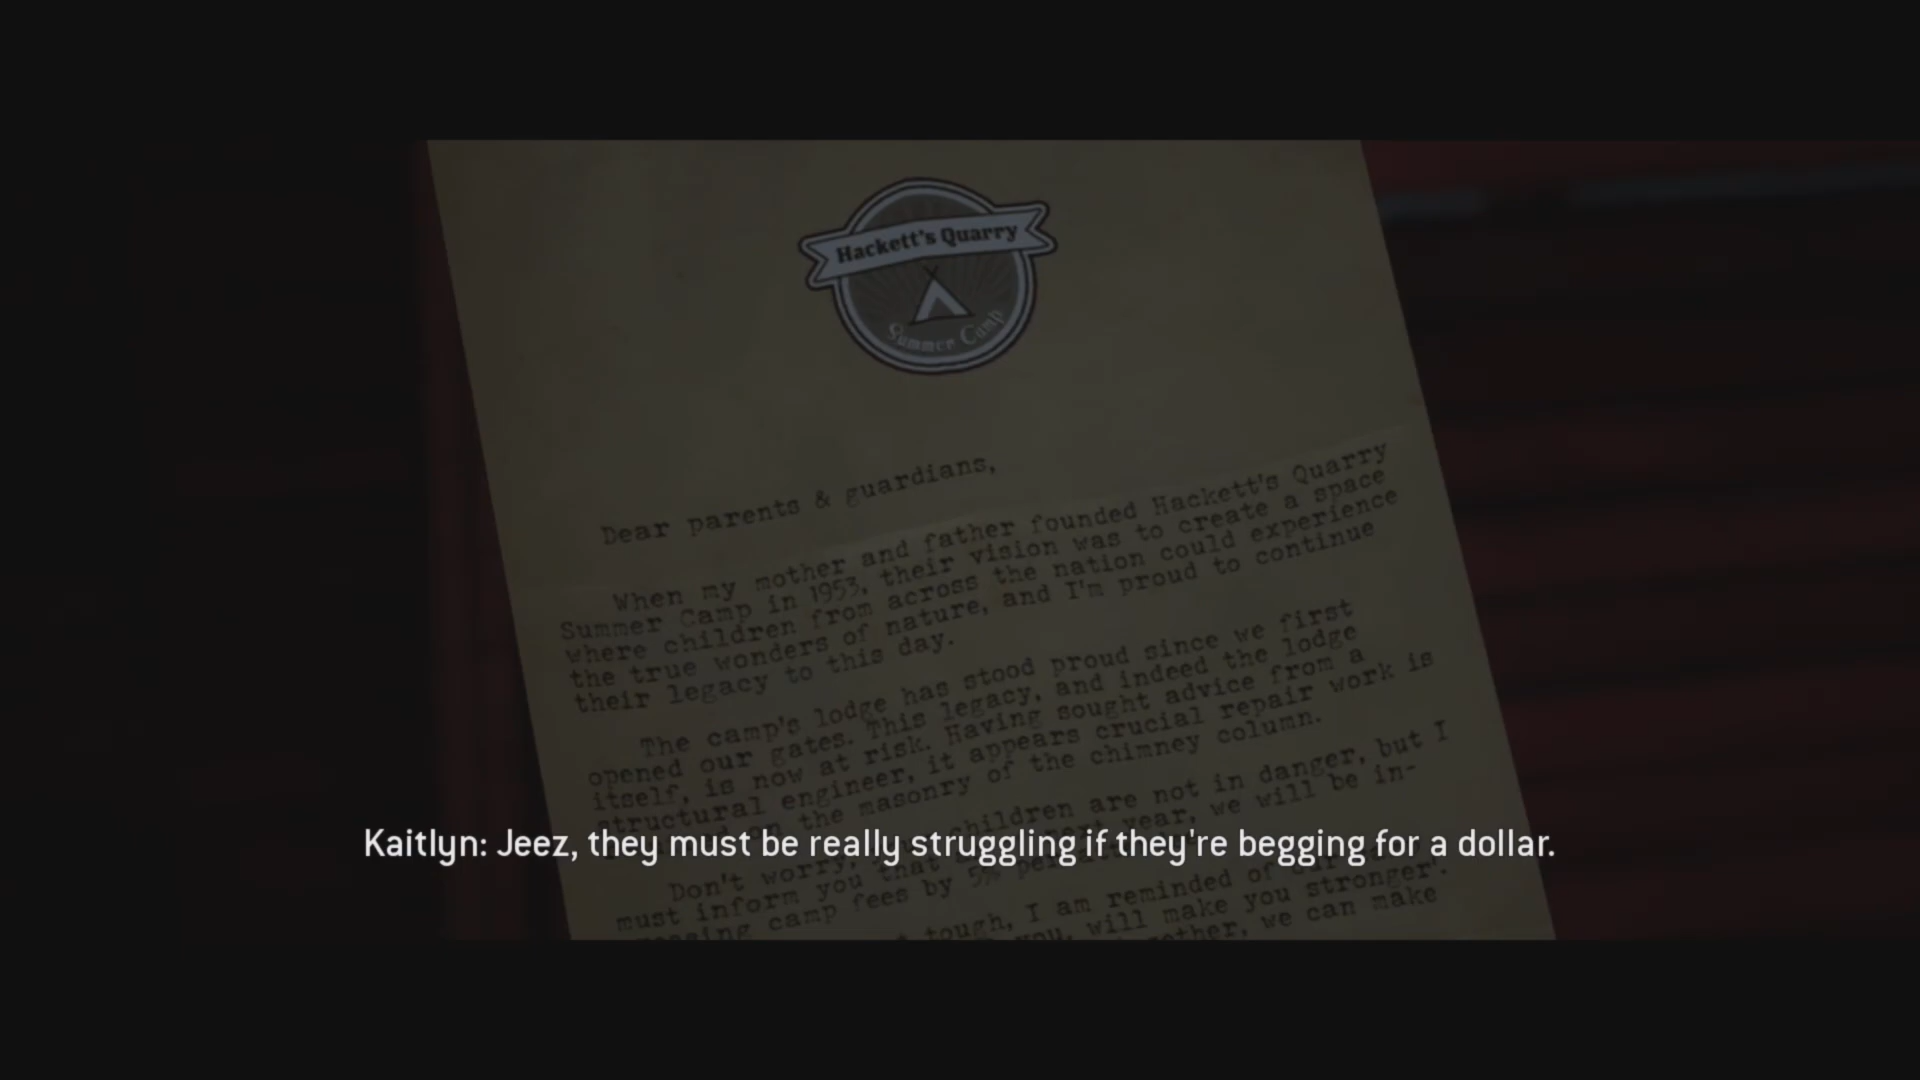 Hackett's Quarry
Summer Camp
Dear parents & guardians,
When my mother and father founded Hackett's Quarry
Summer Camp in 1953, their vision was to create a space
where children from across the nation could experience
the true wonders of nature, and I'm proud to continue
their legacy to this day.
The camp's lodge has stood proud since we first
opened our gates. This legacy, and indeed the lodge
itself, is now at risk. Having sought advice from a
structural engineer, it appears crucial repair work is
on the masonry of the chimney column.
Don't worry, children are not in danger, but I
must inform you that next year, we will be in-
camp fees by 5% per
tough, I am reminded of
you, will make you stronger'.
we can make
Kaitlyn: Jeez, they must be really struggling if they're begging for a dollar.